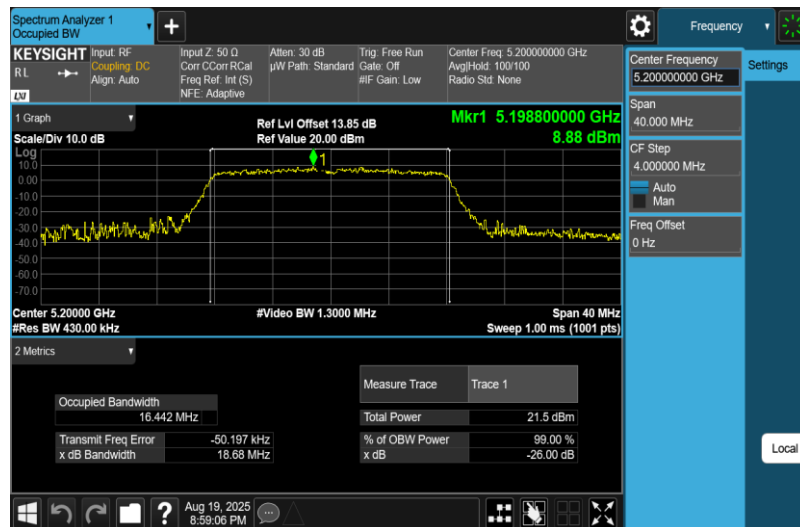 Spectrum Analyzer 1
Occupied BW
+
Frequency
KEYSIGHT
RL
LXI
Input: RF
Coupling: DC
Align: Auto
Input Z: 50 Ω
Corr CCorr RCal
Freq Ref: Int (S)
NFE: Adaptive
Atten: 30 dB
µW Path: Standard
Trig: Free Run
Gate: Off
#IF Gain: Low
Center Freq: 5.200000000 GHz
Avg|Hold: 100/100
Radio Std: None
Center Frequency
5.200000000 GHz
Settings
Span
40.000 MHz
CF Step
4.000000 MHz
Auto
Man
Freq Offset
0 Hz
Local
1 Graph
Scale/Div 10.0 dB
Ref Lvl Offset 13.85 dB
Ref Value 20.00 dBm
Mkr1 5.198800000 GHz
8.88 dBm
Log
1
10.0
0.00
-10.0
-20.0
-30.0
-40.0
-50.0
-60.0
-70.0
Center 5.20000 GHz
#Video BW 1.3000 MHz
Span 40 MHz
#Res BW 430.00 kHz
Sweep 1.00 ms (1001 pts)
2 Metrics
Measure Trace Trace 1
Occupied Bandwidth
16.442 MHz
Total Power 21.5 dBm
Transmit Freq Error -50.197 kHz
% of OBW Power 99.00 %
x dB Bandwidth 18.68 MHz
x dB -26.00 dB
?
Aug 19, 2025
8:59:06 PM